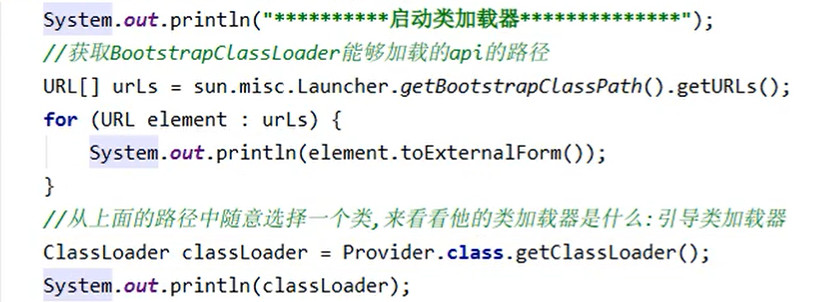 System.out.println("**********启动类加载器**************");
//获取BootstrapClassLoader能够加载的api的路径
URL[] urLs = sun.misc.Launcher.getBootstrapClassPath().getURLs();
for (URL element : urLs) {
System.out.println(element.toExternalForm());
}
//从上面的路径中随意选择一个类,来看看他的类加载器是什么:引导类加载器
ClassLoader classLoader = Provider.class.getClassLoader();
System.out.println(classLoader);